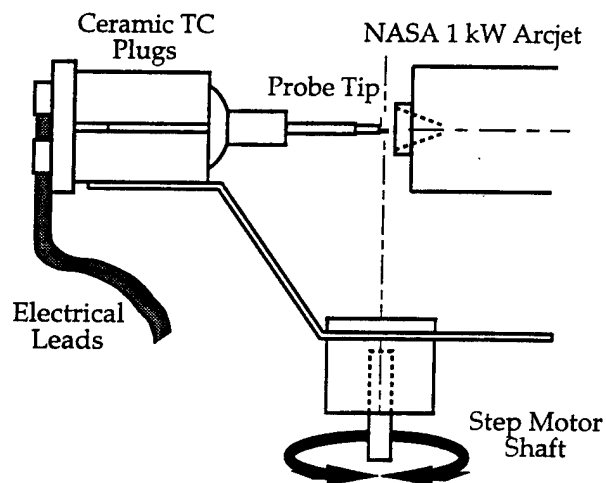 Ceramic TC
Plugs
NASA 1 kW Arcjet
Probe Tip
Electrical
Leads
Step Motor
Shaft